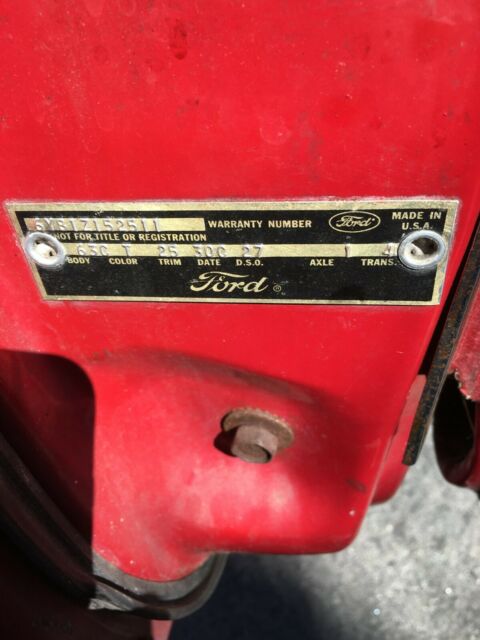 WARRANTY NUMBER Ford MADE IN U.S.A.
NOT FOR TITLE OR REGISTRATION
63C T 25 30C 27 1 4
BODY COLOR TRIM DATE D.S.O. AXLE TRANS.
Ford ®